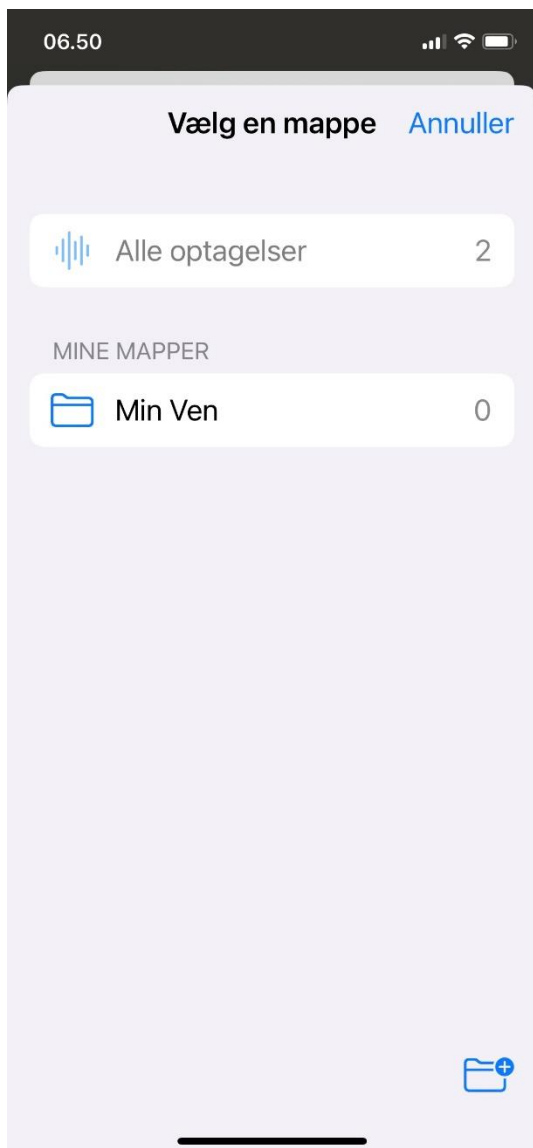 06.50
Vælg en mappe Annuller
Alle optagelser 2
MINE MAPPER
Min Ven 0